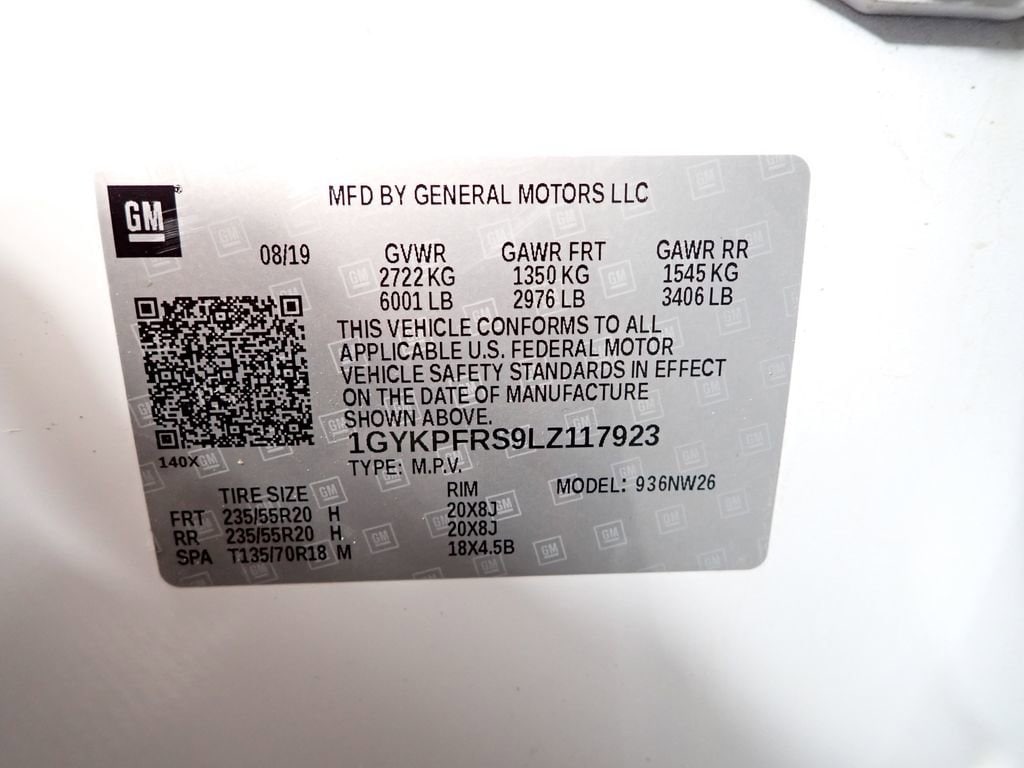 GM
MFD BY GENERAL MOTORS LLC
08/19 GVWR GAWR FRT GAWR RR
2722 KG 1350 KG 1545 KG
6001 LB 2976 LB 3406 LB
THIS VEHICLE CONFORMS TO ALL
APPLICABLE U.S. FEDERAL MOTOR
VEHICLE SAFETY STANDARDS IN EFFECT
ON THE DATE OF MANUFACTURE
SHOWN ABOVE.
1GYKPFRS9LZ117923
140X
TYPE: M.P.V. MODEL: 936NW26
TIRE SIZE RIM
FRT 235/55R20 H 20X8J
RR 235/55R20 H 20X8J
SPA T135/70R18 M 18X4.5B